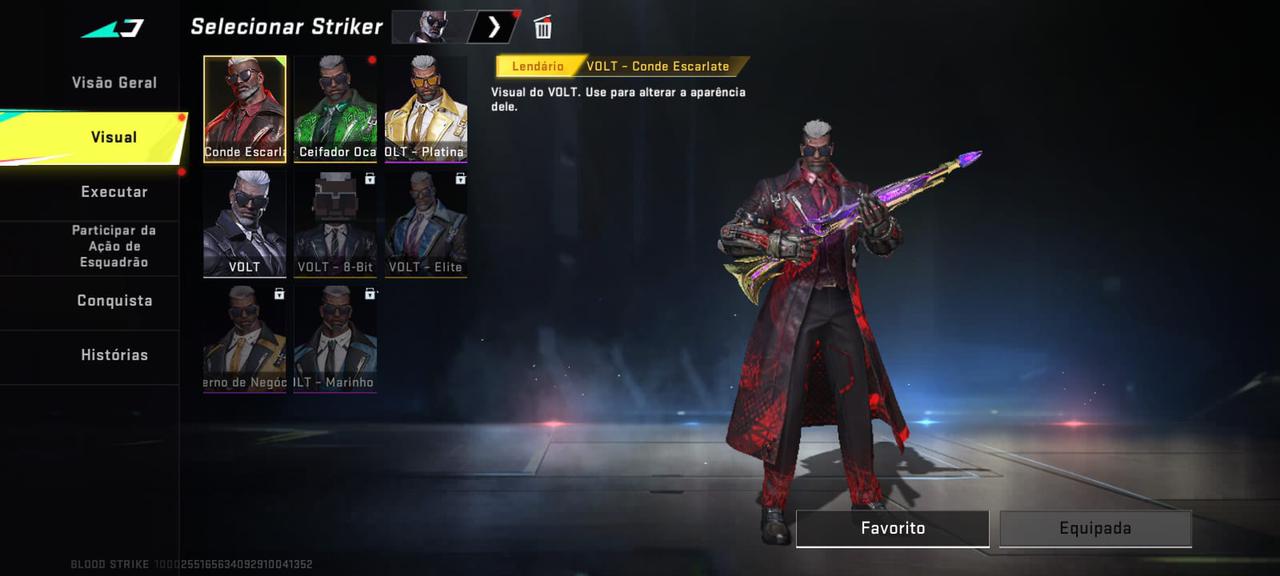 Selecionar Striker
Visão Geral
Visual
Executar
Participar da
Ação de
Esquadrão
Conquista
Histórias
Conde Escarla
Ceifador Oca
OLT - Platina
VOLT
VOLT - 8-Bit
VOLT - Elite
erno de Negóc
LT - Marinho
Lendário
VOLT - Conde Escarlate
Visual do VOLT. Use para alterar a aparência
dele.
Favorito
Equipada
BLOOD STRIKE 1000255165634092910041352